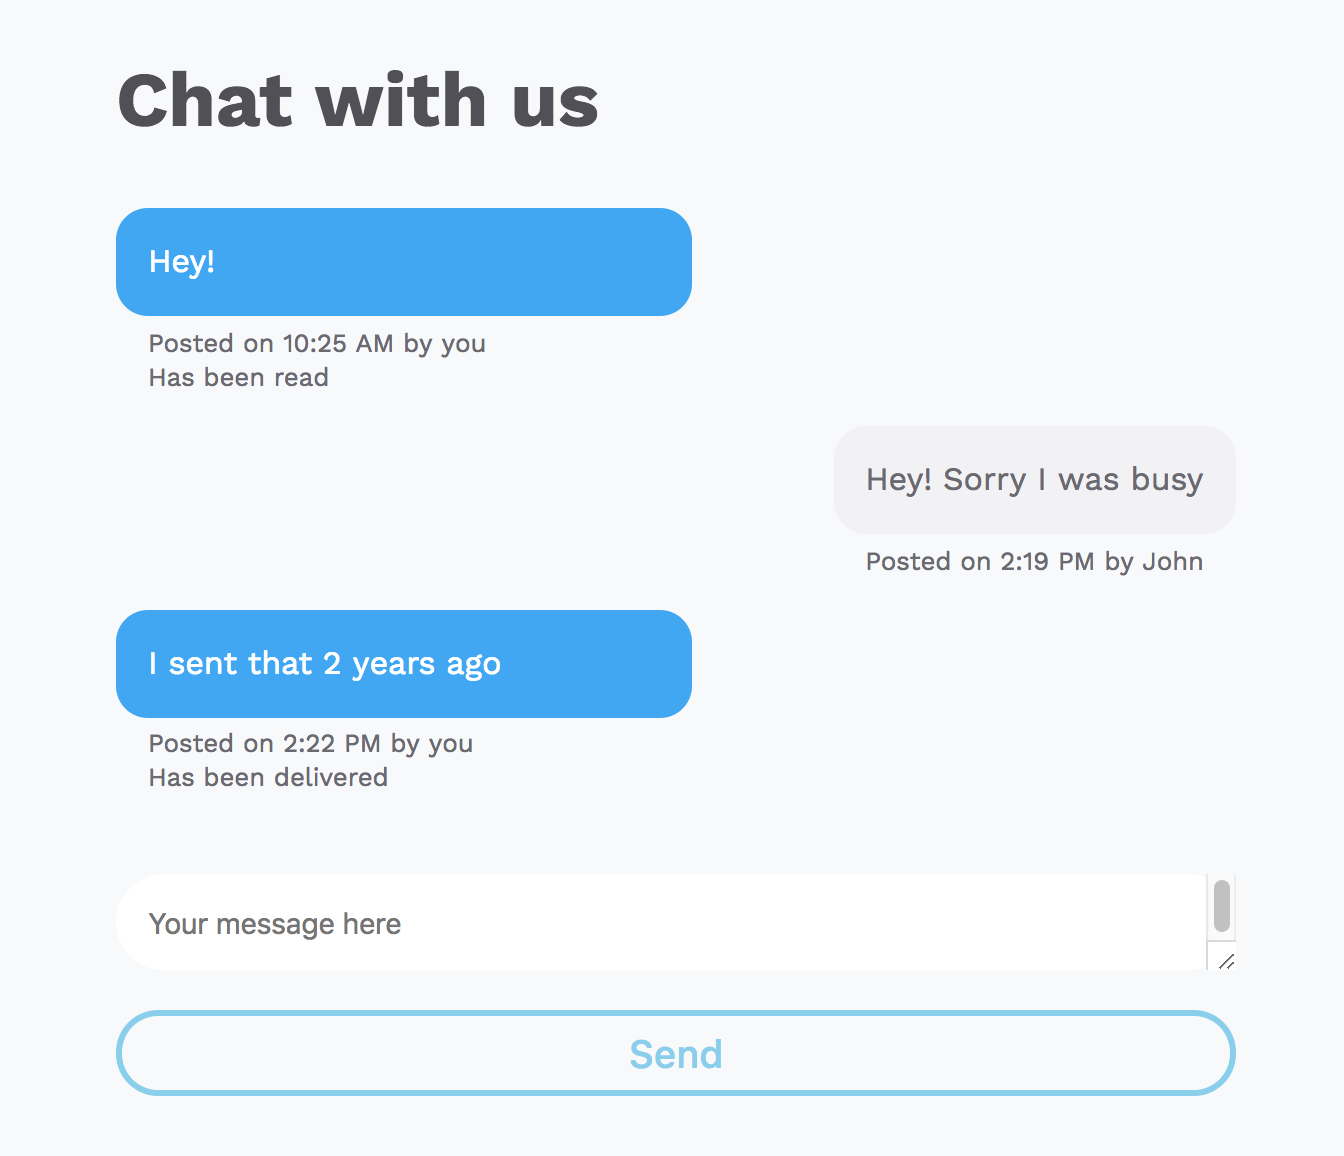 Chat with us
Hey!
Posted on 10:25 AM by you
Has been read
Hey! Sorry I was busy
Posted on 2:19 PM by John
I sent that 2 years ago
Posted on 2:22 PM by you
Has been delivered
Your message here
Send